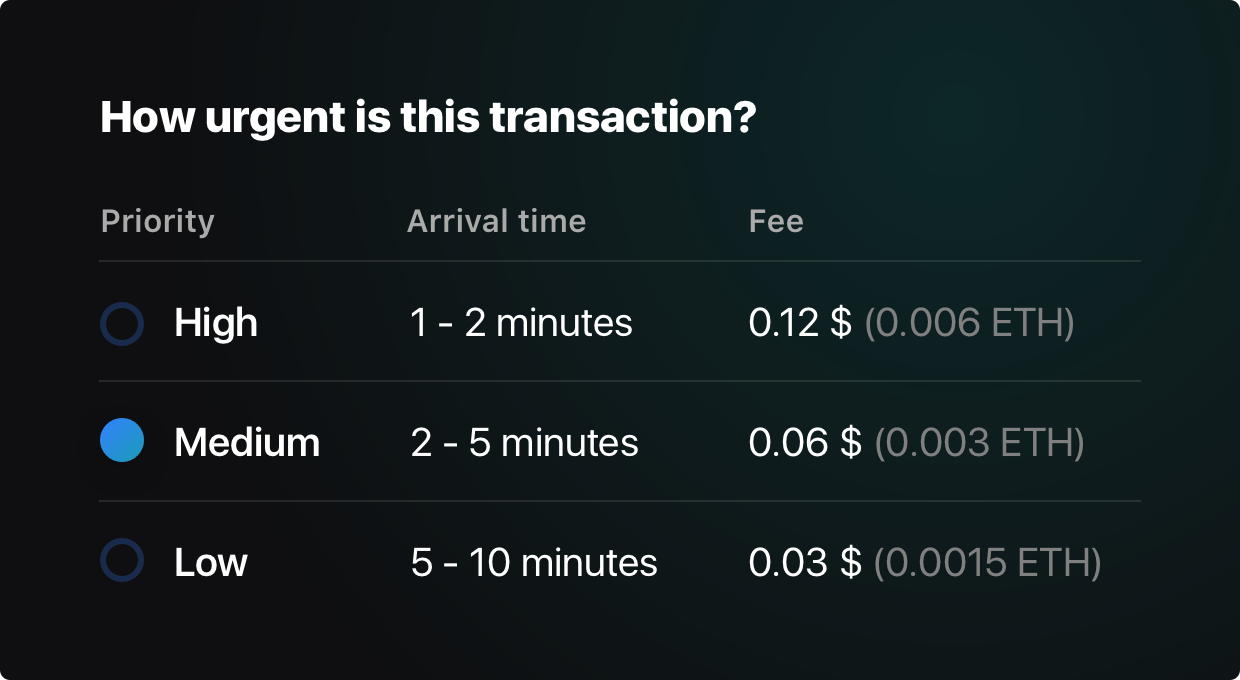 How urgent is this transaction?
Priority Arrival time Fee
High 1 - 2 minutes 0.12 $ (0.006 ETH)
Medium 2 - 5 minutes 0.06 $ (0.003 ETH)
Low 5 - 10 minutes 0.03 $ (0.0015 ETH)